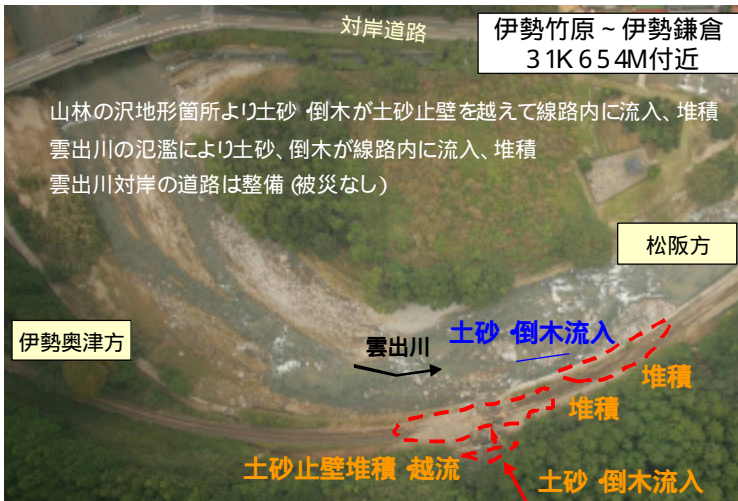 対岸道路
伊勢竹原~伊勢鎌倉
31K654M付近
山林の沢地形箇所より土砂・倒木が土砂止壁を越えて線路内に流入、堆積
雲出川の氾濫により土砂、倒木が線路内に流入、堆積
雲出川対岸の道路は整備(被災なし)
松阪方
伊勢奥津方
雲出川
土砂・倒木流入
堆積
堆積
土砂止壁堆積・越流
土砂・倒木流入